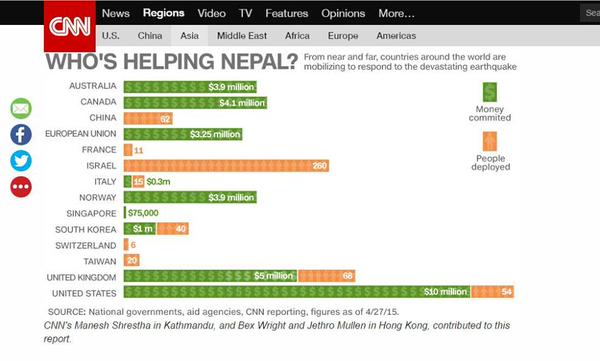 CNN
News Regions Video TV Features Opinions More...
U.S. China Asia Middle East Africa Europe Americas
WHO'S HELPING NEPAL?
From near and far, countries around the world are
mobilizing to respond to the devastating earthquake
AUSTRALIA $3.9 million
CANADA $4.1 million
CHINA 62
EUROPEAN UNION $3.25 million
FRANCE 11
ISRAEL 260
ITALY 15 $0.3m
NORWAY $3.9 million
SINGAPORE $75,000
SOUTH KOREA $1 m 40
SWITZERLAND 6
TAIWAN 20
UNITED KINGDOM $5 million 68
UNITED STATES $10 million 54
$
Money
commited
People
deployed
SOURCE: National governments, aid agencies, CNN reporting, figures as of 4/27/15.
CNN's Manesh Shrestha in Kathmandu, and Bex Wright and Jethro Mullen in Hong Kong, contributed to this
report.